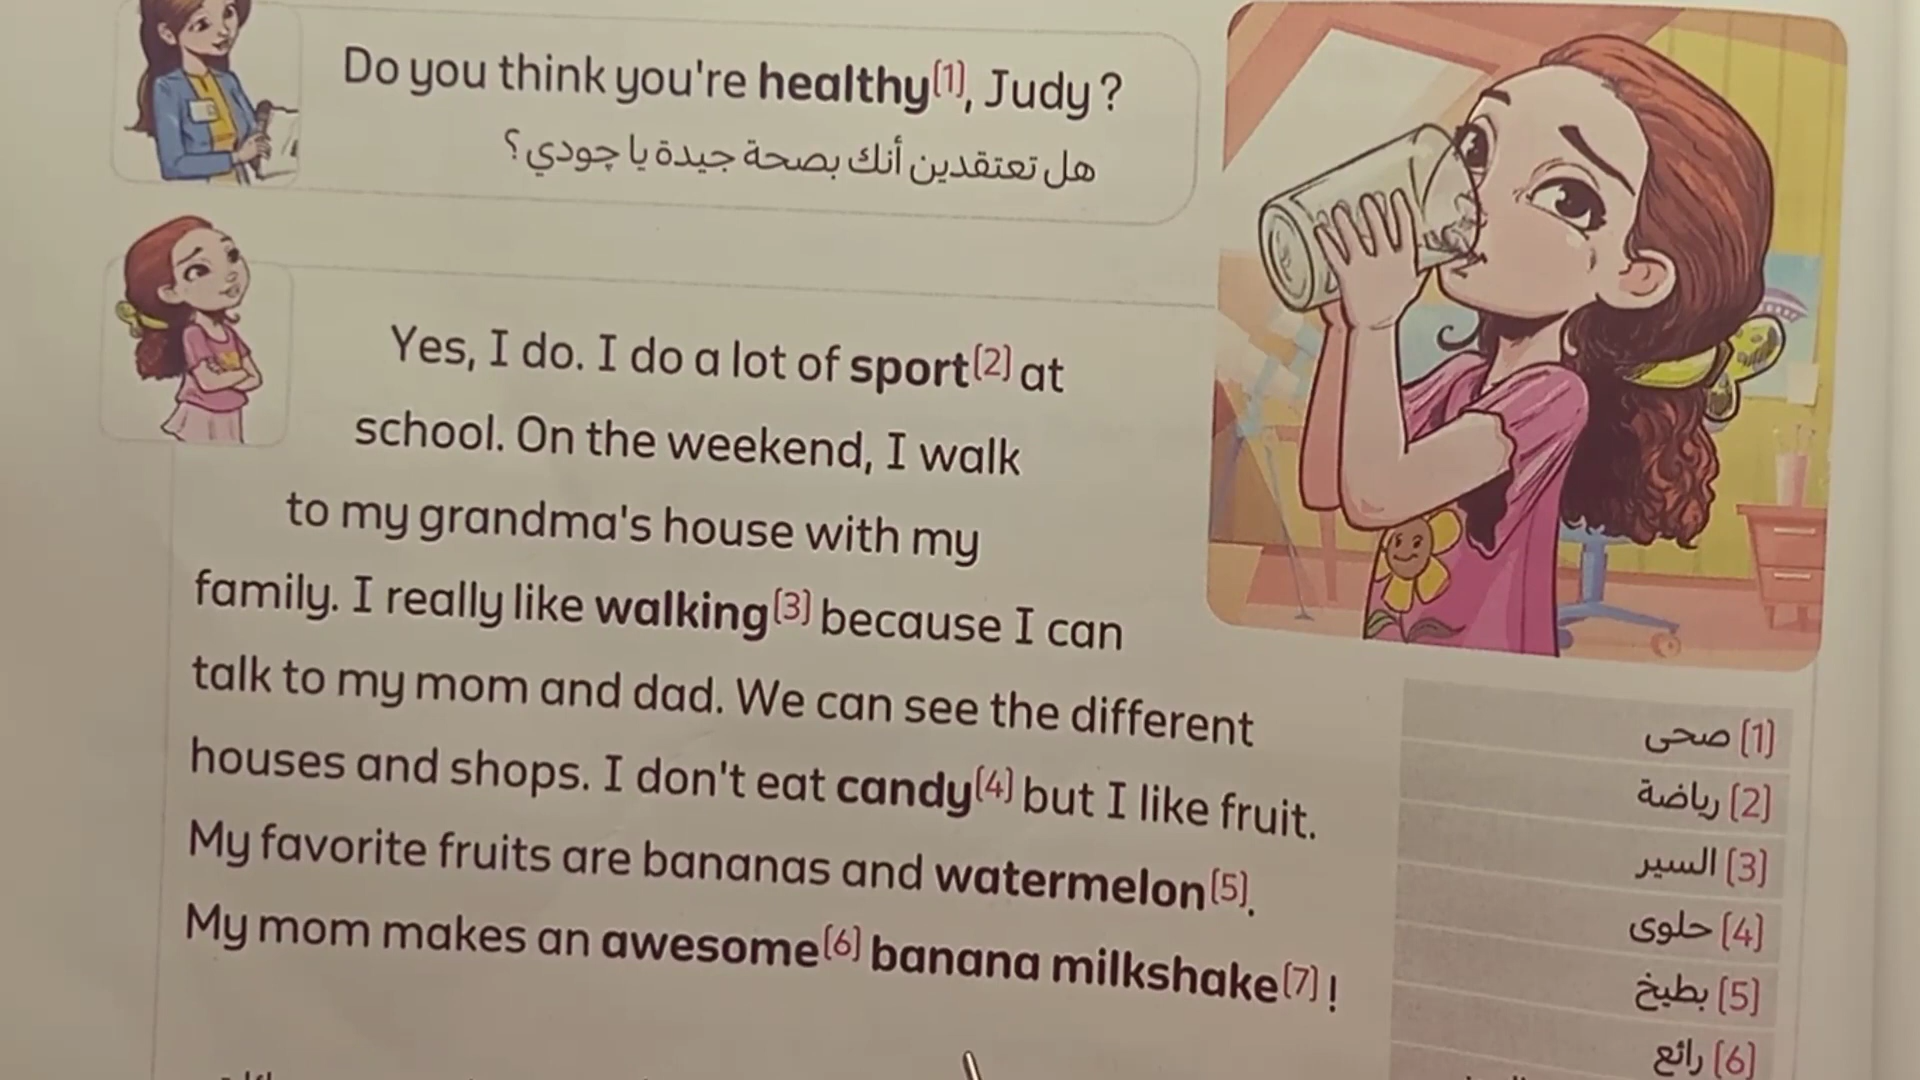 Do you think you're healthy[1], Judy ?
هل تعتقدين أنك بصحة جيدة يا چودي؟
Yes, I do. I do a lot of sport[2] at
school. On the weekend, I walk
to my grandma's house with my
family. I really like walking[3] because I can
talk to my mom and dad. We can see the different
houses and shops. I don't eat candy[4] but I like fruit.
My favorite fruits are bananas and watermelon[5].
My mom makes an awesome[6] banana milkshake[7] !
[1] صحى
[2] رياضة
[3] السير
[4] حلوى
[5] بطيخ
[6] رائع